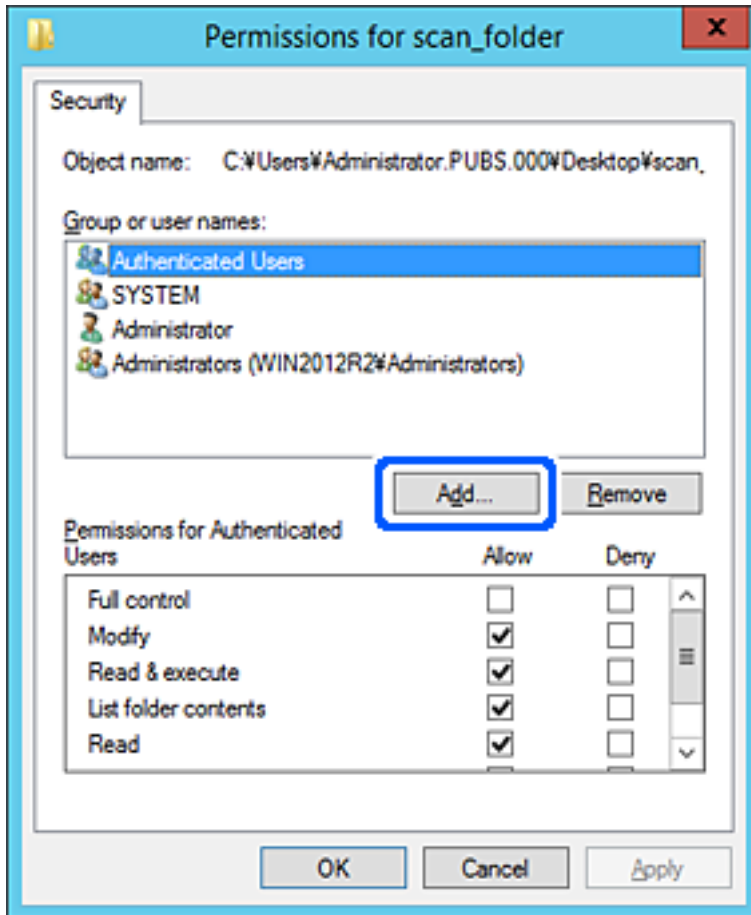 Permissions for scan_folder
x
Security
Object name: C:¥Users¥Administrator.PUBS.000¥Desktop¥scan_
Group or user names:
Authenticated Users
SYSTEM
Administrator
Administrators (WIN2012R2¥Administrators)
Add...
Remove
Permissions for Authenticated
Users Allow Deny
Full control
Modify
Read & execute
List folder contents
Read
OK Cancel Apply